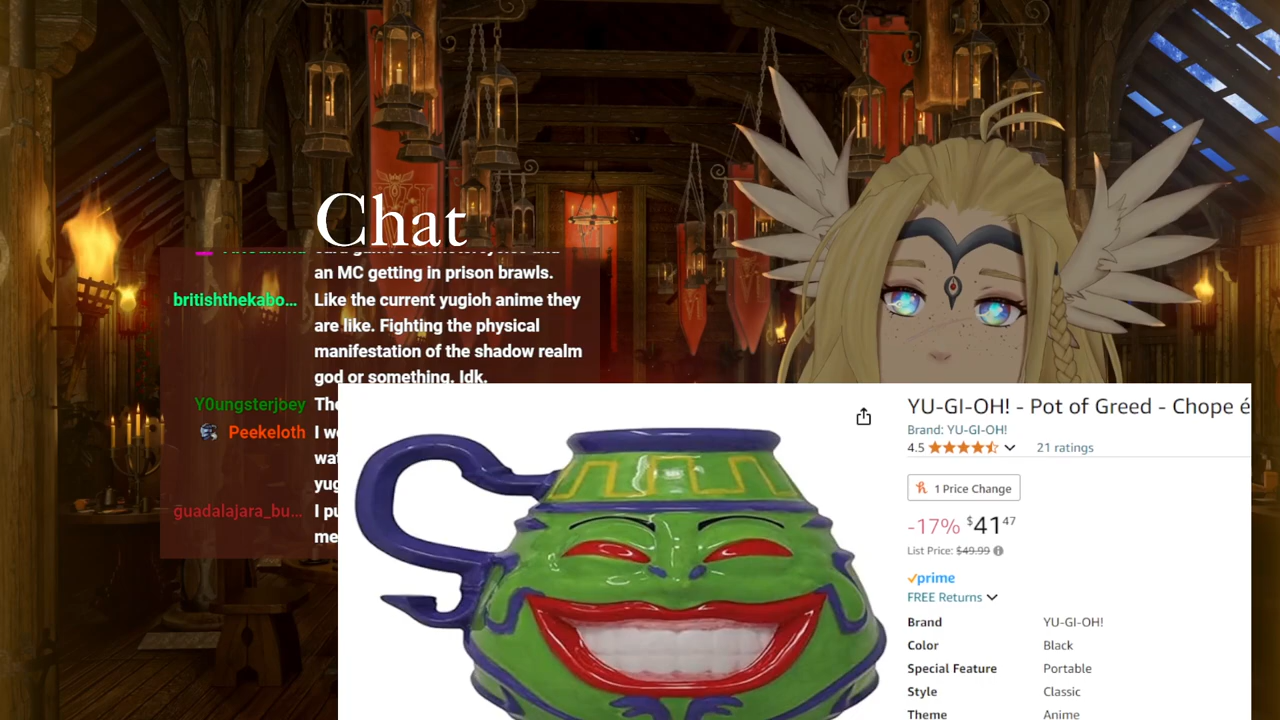 Chat
an MC getting in prison brawls.
britishthekabo… Like the current yugioh anime they
are like. Fighting the physical
manifestation of the shadow realm
god or something. Idk.
Y0ungsterjbey
Peekeloth I
guadalajara_bu… I
me
YU-GI-OH! - Pot of Greed - Chope é
Brand: YU-GI-OH!
4.5 21 ratings
1 Price Change
-17% $41 47
List Price: $49.99
prime
FREE Returns
Brand YU-GI-OH!
Color Black
Special Feature Portable
Style Classic
Theme Anime